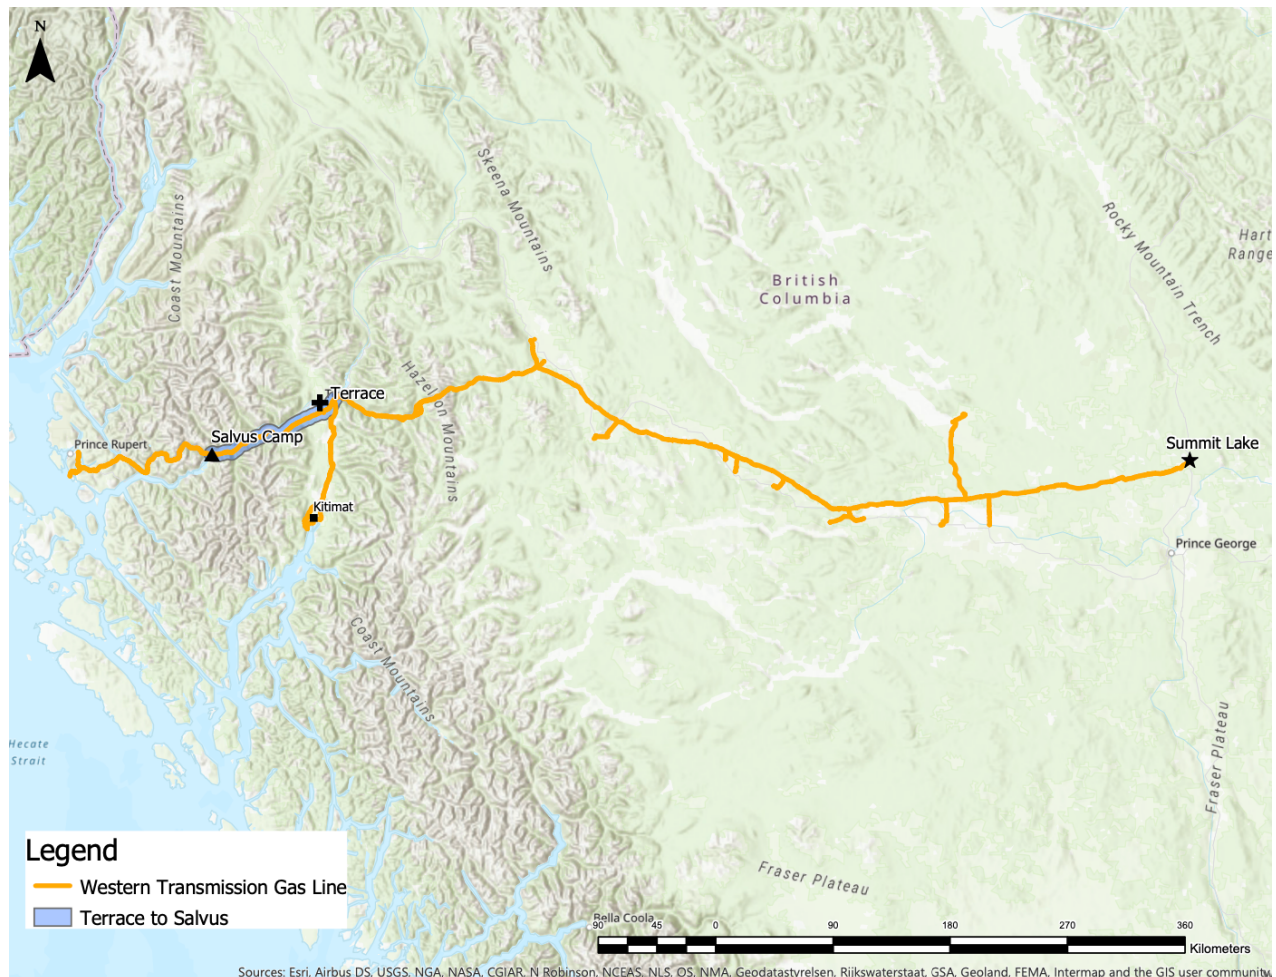 N
Coast Mountains
Skeena Mountains
Rocky Mountain Trench
Hart
Range
British
Columbia
Hazelton Mountains
Terrace
Salvus Camp
Prince Rupert
Summit Lake
Kitimat
Prince George
Coast Mountains
Hecate
Strait
Fraser Plateau
Fraser Plateau
Bella Coola
Legend
Western Transmission Gas Line
Terrace to Salvus
90 45 0 90 180 270 360
Kilometers
Sources: Esri, Airbus DS, USGS, NGA, NASA, CGIAR, N Robinson, NCEAS, NLS, OS, NMA, Geodatastyrelsen, Rijkswaterstaat, GSA, Geoland, FEMA, Intermap and the GIS user community